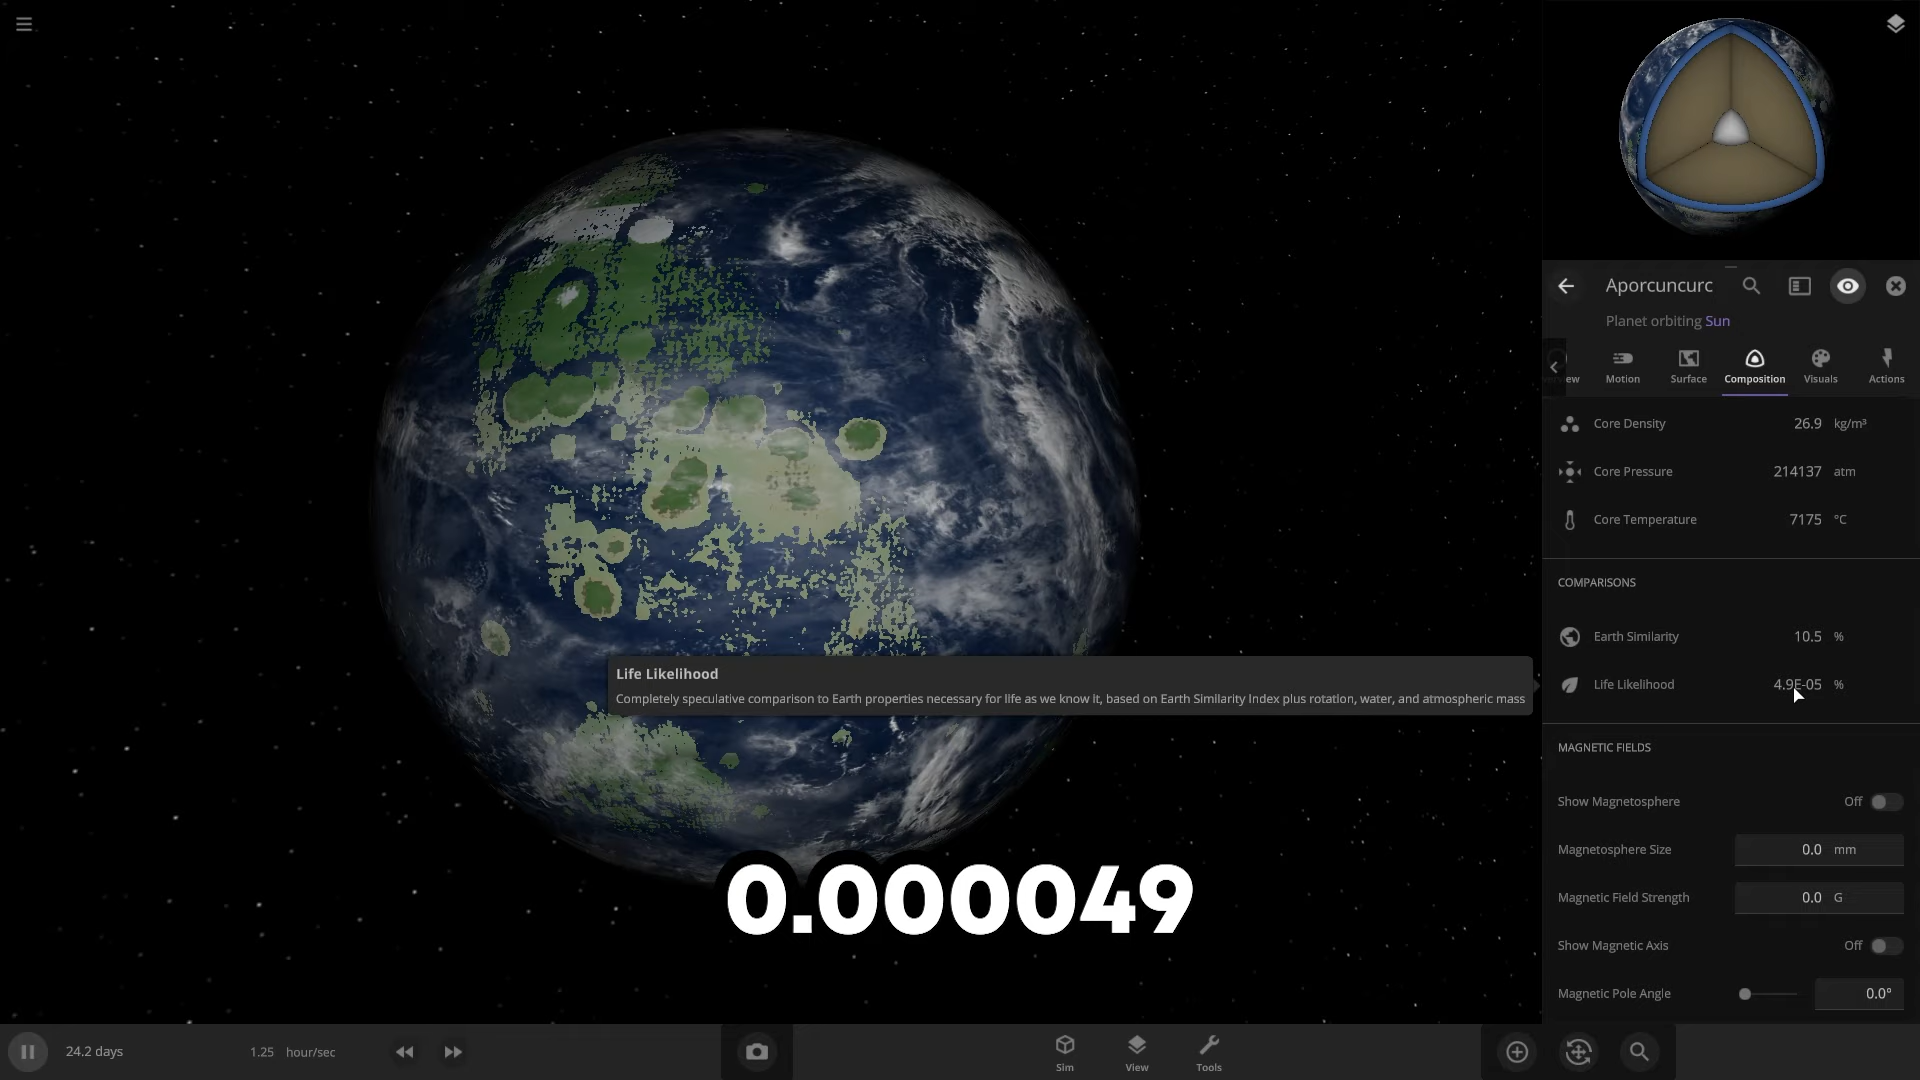 Aporcuncurc
Planet orbiting Sun
Motion
Surface
Composition
Visuals
Actions
Core Density 26.9 kg/m³
Core Pressure 214137 atm
Core Temperature 7175 °C
COMPARISONS
Earth Similarity 10.5 %
Life Likelihood 4.9E-05 %
Life Likelihood
Completely speculative comparison to Earth properties necessary for life as we know it, based on Earth Similarity Index plus rotation, water, and atmospheric mass
MAGNETIC FIELDS
Show Magnetosphere Off
Magnetosphere Size 0.0 mm
Magnetic Field Strength 0.0 G
Show Magnetic Axis Off
Magnetic Pole Angle 0.0°
0.000049
24.2 days
1.25 hour/sec
Sim
View
Tools